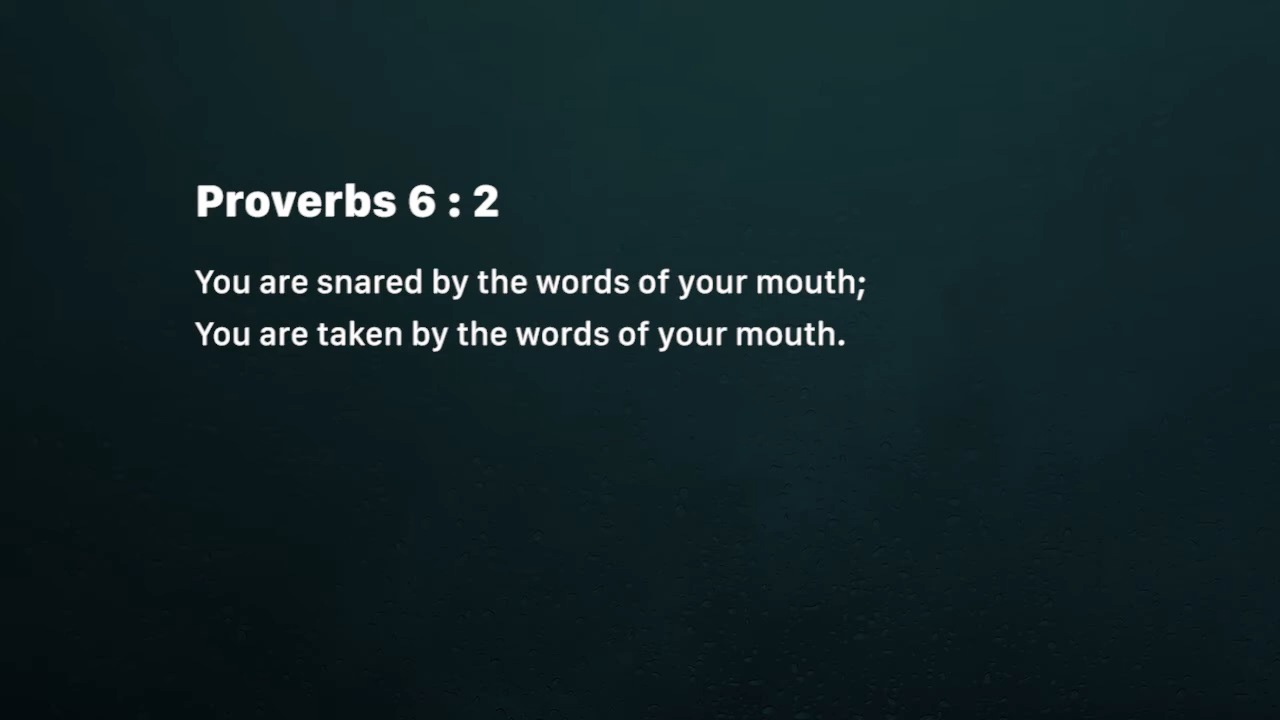 Proverbs 6 : 2
You are snared by the words of your mouth;
You are taken by the words of your mouth.